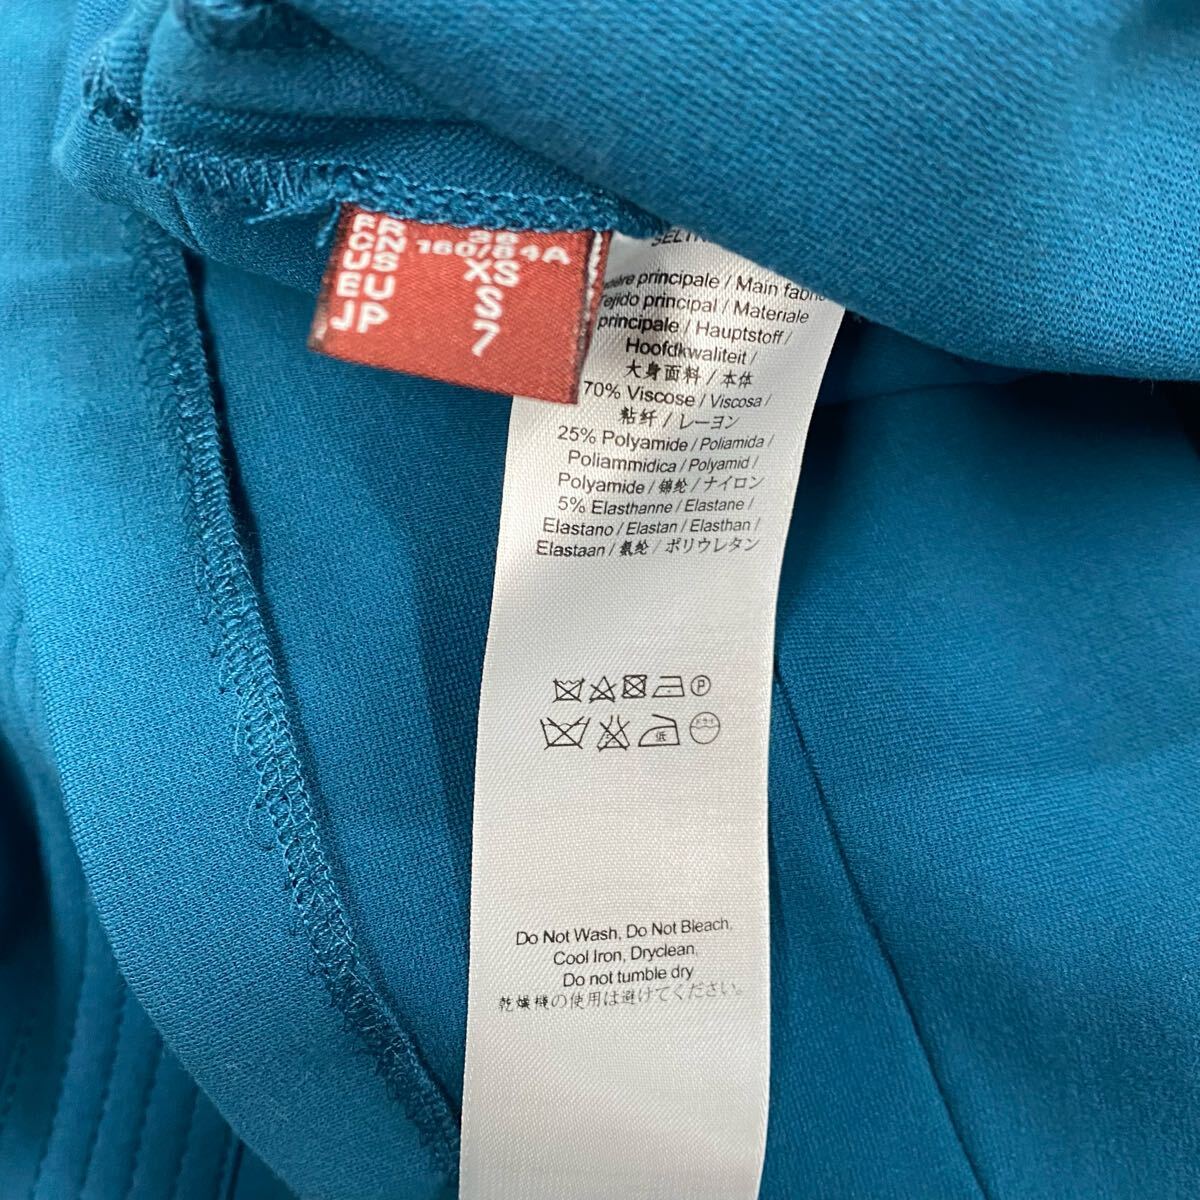 FR
CN 160/84A
US XS
EU S
JP 7
principale / Main
Tejido principal / Materiale
principale / Hauptstoff /
Hoofdkwaliteit /
大身面料 / 本体
70% Viscose / Viscosa /
粘纤 / レーヨン
25% Polyamide / Poliamida /
Poliammidica / Polyamid /
Polyamide / 锦纶 / ナイロン
5% Elasthanne / Elastane /
Elastano / Elastan / Elasthan /
Elastaan / 氨纶 / ポリウレタン
P
低 ドライ
Do Not Wash, Do Not Bleach,
Cool Iron, Dryclean,
Do not tumble dry
乾燥機の使用は避けてください。